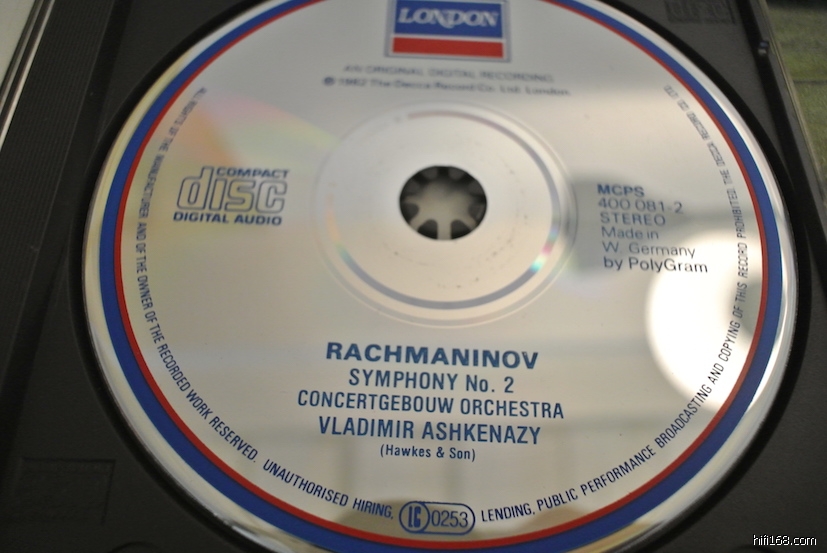 LONDON
AN ORIGINAL DIGITAL RECORDING
℗ 1982 The Decca Record Co. Ltd. London
COMPACT
disc
DIGITAL AUDIO
MCPS
400 081-2
STEREO
Made in
W. Germany
by PolyGram
RACHMANINOV
SYMPHONY No. 2
CONCERTGEBOUW ORCHESTRA
VLADIMIR ASHKENAZY
(Hawkes & Son)
ALL RIGHTS OF THE MANUFACTURER AND OF THE OWNER OF THE RECORDED WORK RESERVED. UNAUTHORISED HIRING, LENDING, PUBLIC PERFORMANCE BROADCASTING AND COPYING OF THIS RECORD PROHIBITED.
LC 0253
hifi168.com